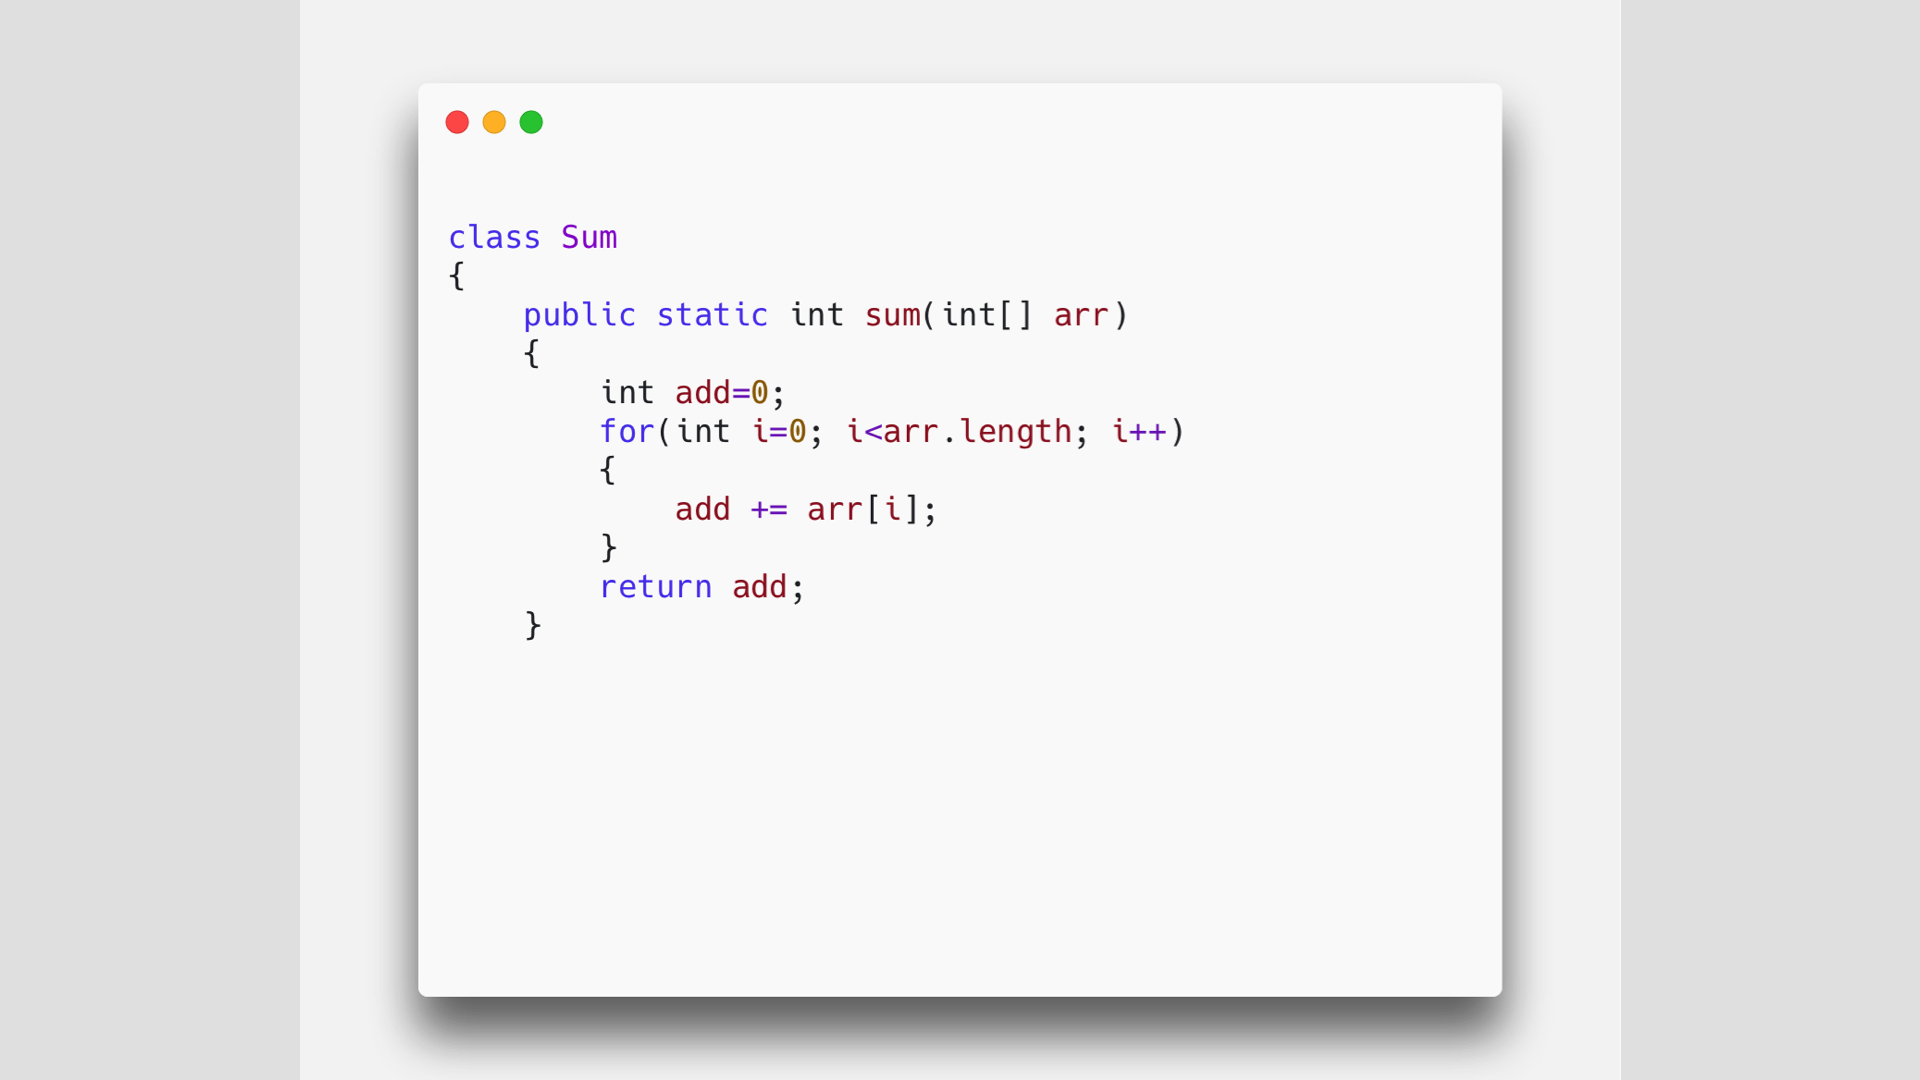 class Sum
{
    public static int sum(int[] arr)
    {
        int add=0;
        for(int i=0; i<arr.length; i++)
        {
            add += arr[i];
        }
        return add;
    }